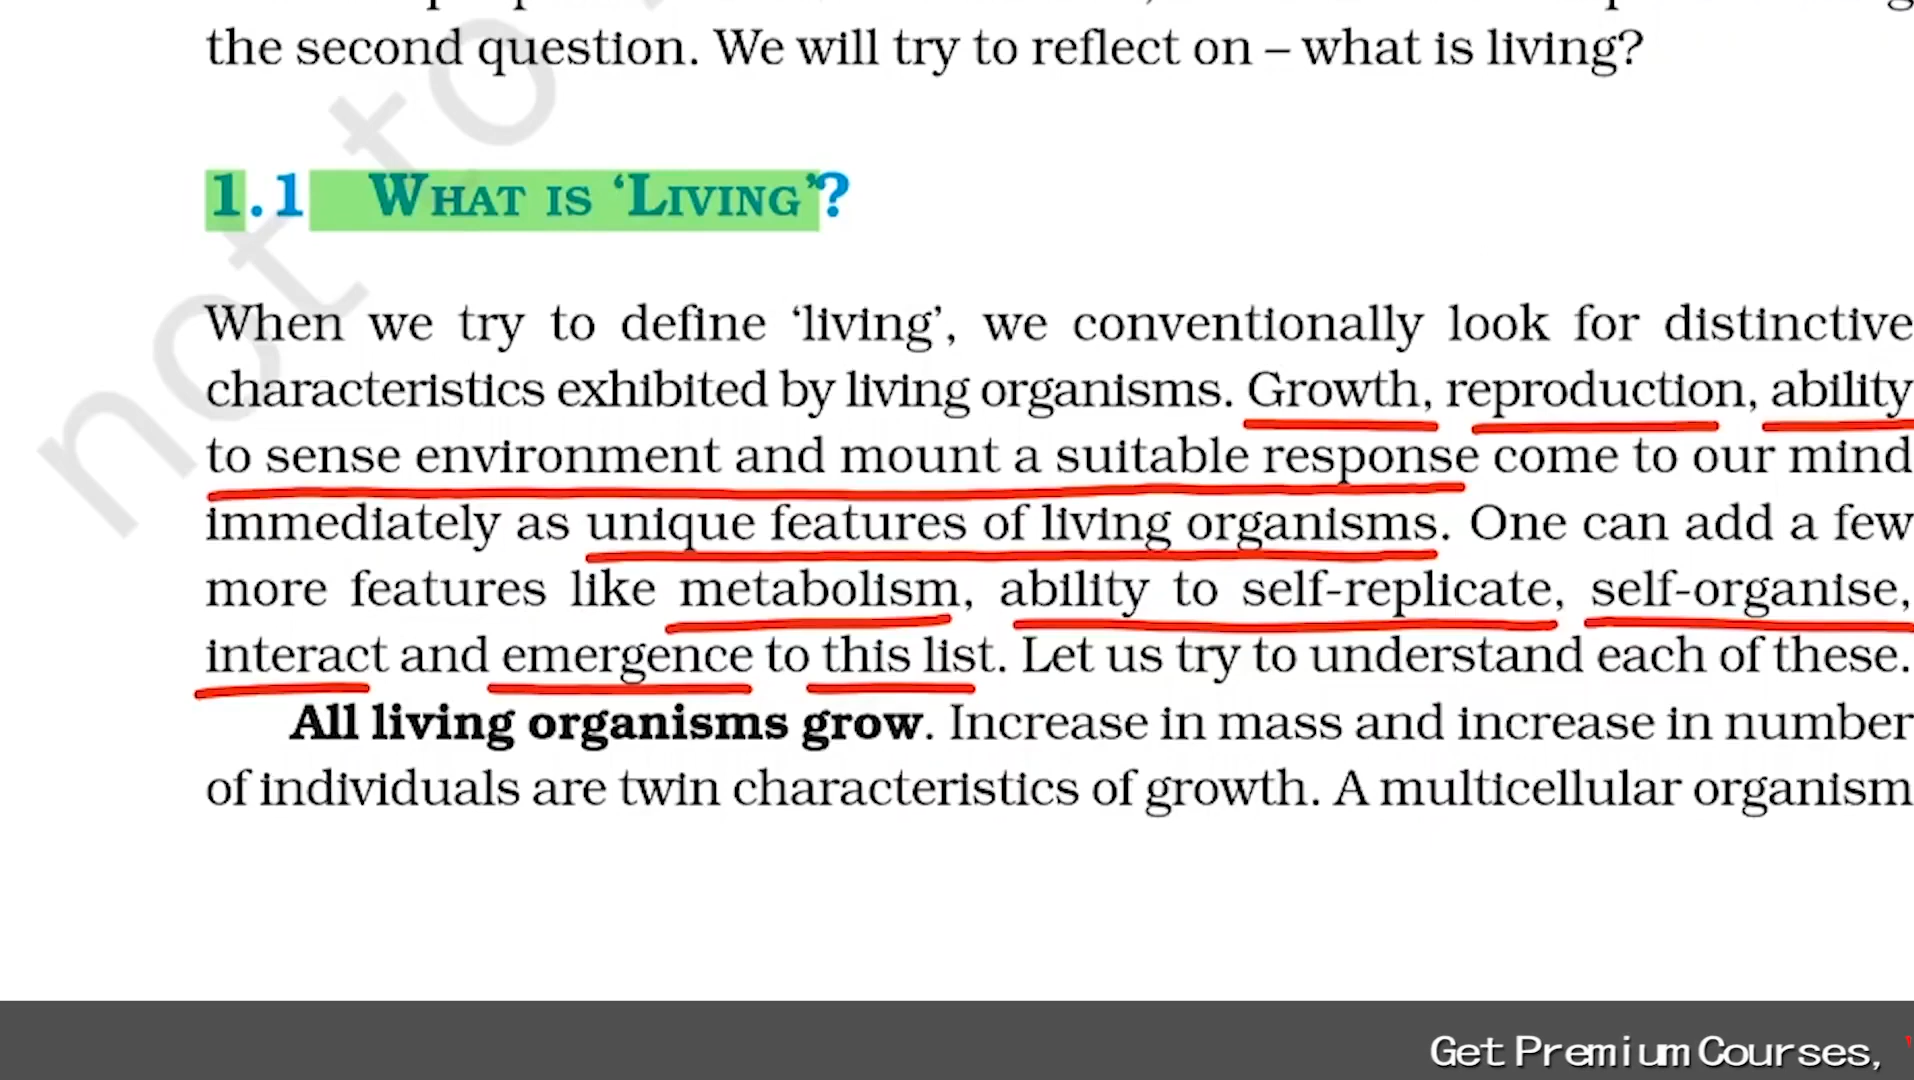 the second question. We will try to reflect on – what is living?
not to
1.1 WHAT IS ‘LIVING’?
When we try to define ‘living’, we conventionally look for distinctive
characteristics exhibited by living organisms. Growth, reproduction, ability
to sense environment and mount a suitable response come to our mind
immediately as unique features of living organisms. One can add a few
more features like metabolism, ability to self-replicate, self-organise,
interact and emergence to this list. Let us try to understand each of these.
All living organisms grow. Increase in mass and increase in number
of individuals are twin characteristics of growth. A multicellular organism
Get Premium Courses,